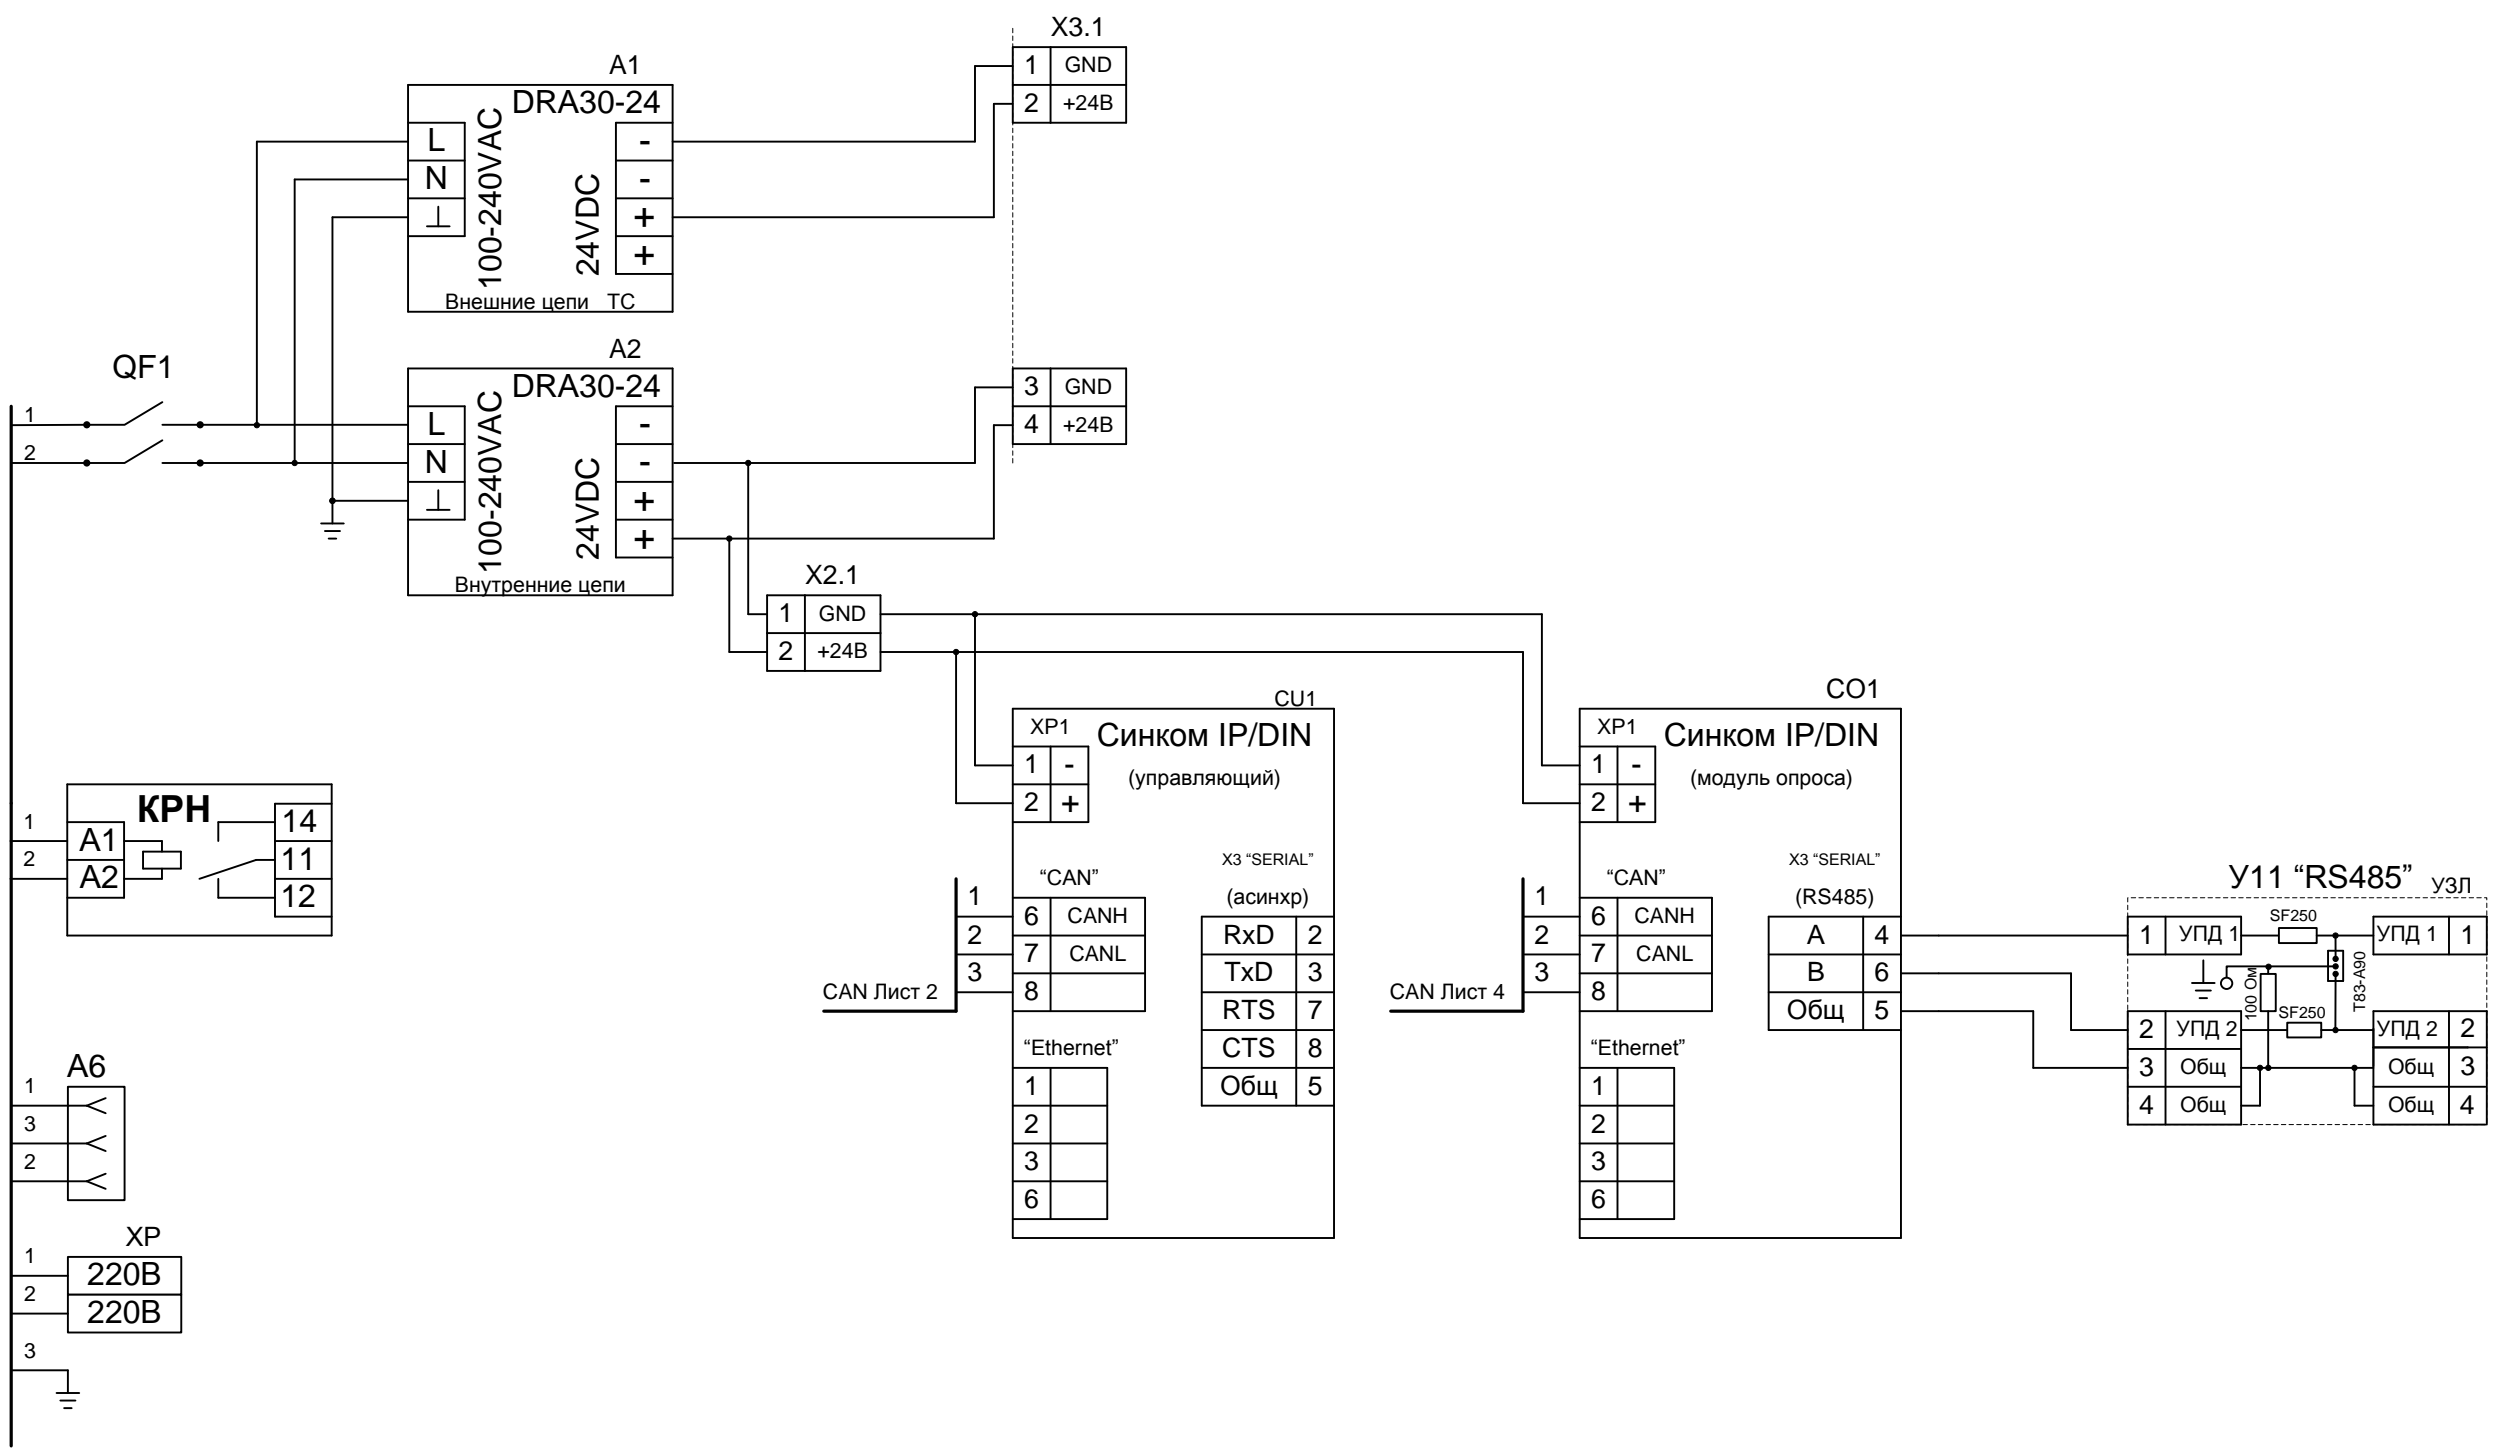 X3.1
1 GND
2 +24В
A1
DRA30-24
L
N
⊥
100-240VAC
24VDC
-
-
+
+
Внешние цепи ТС
QF1
1
2
A2
DRA30-24
L
N
⊥
100-240VAC
24VDC
-
-
+
+
Внутренние цепи
3 GND
4 +24В
X2.1
1 GND
2 +24В
КРН
1
2
A1
A2
14
11
12
A6
1
3
2
XP
1
2
220В
220В
3
CU1
XP1
Синком IP/DIN
(управляющий)
1 -
2 +
X3 “SERIAL”
(асинхр)
“CAN”
1
2
3
CAN Лист 2
6 CANH
7 CANL
8
RxD 2
TxD 3
RTS 7
CTS 8
Общ 5
“Ethernet”
1
2
3
6
CO1
XP1
Синком IP/DIN
(модуль опроса)
1 -
2 +
X3 “SERIAL”
(RS485)
“CAN”
1
2
3
CAN Лист 4
6 CANH
7 CANL
8
A 4
B 6
Общ 5
“Ethernet”
1
2
3
6
У11 “RS485” УЗЛ
1 УПД 1
SF250
УПД 1 1
100 Ом
T83-A90
2 УПД 2
SF250
УПД 2 2
3 Общ
Общ 3
4 Общ
Общ 4